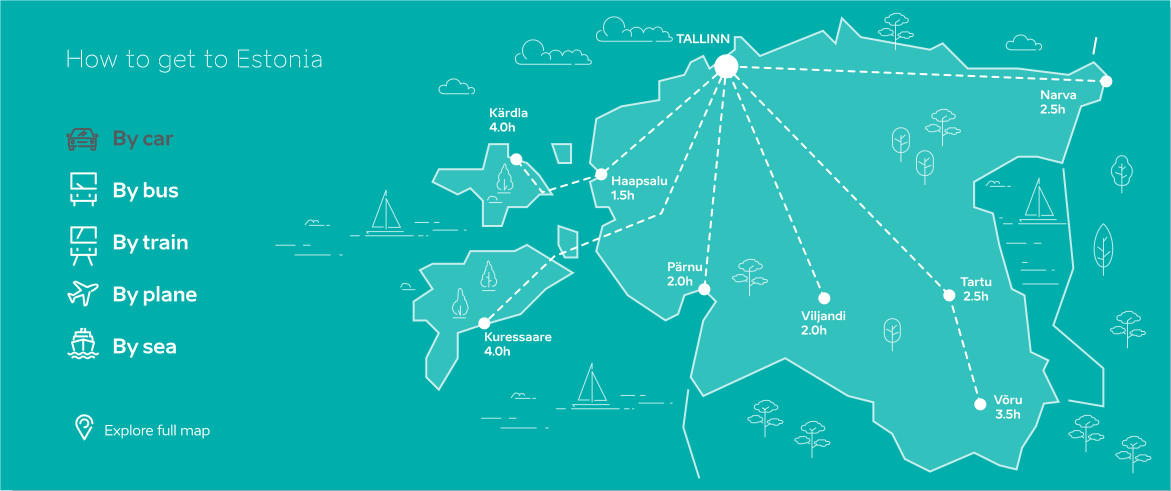 How to get to Estonia
By car
By bus
By train
By plane
By sea
Explore full map
TALLINN
Narva
2.5h
Kärdla
4.0h
Haapsalu
1.5h
Pärnu
2.0h
Tartu
2.5h
Viljandi
2.0h
Kuressaare
4.0h
Võru
3.5h